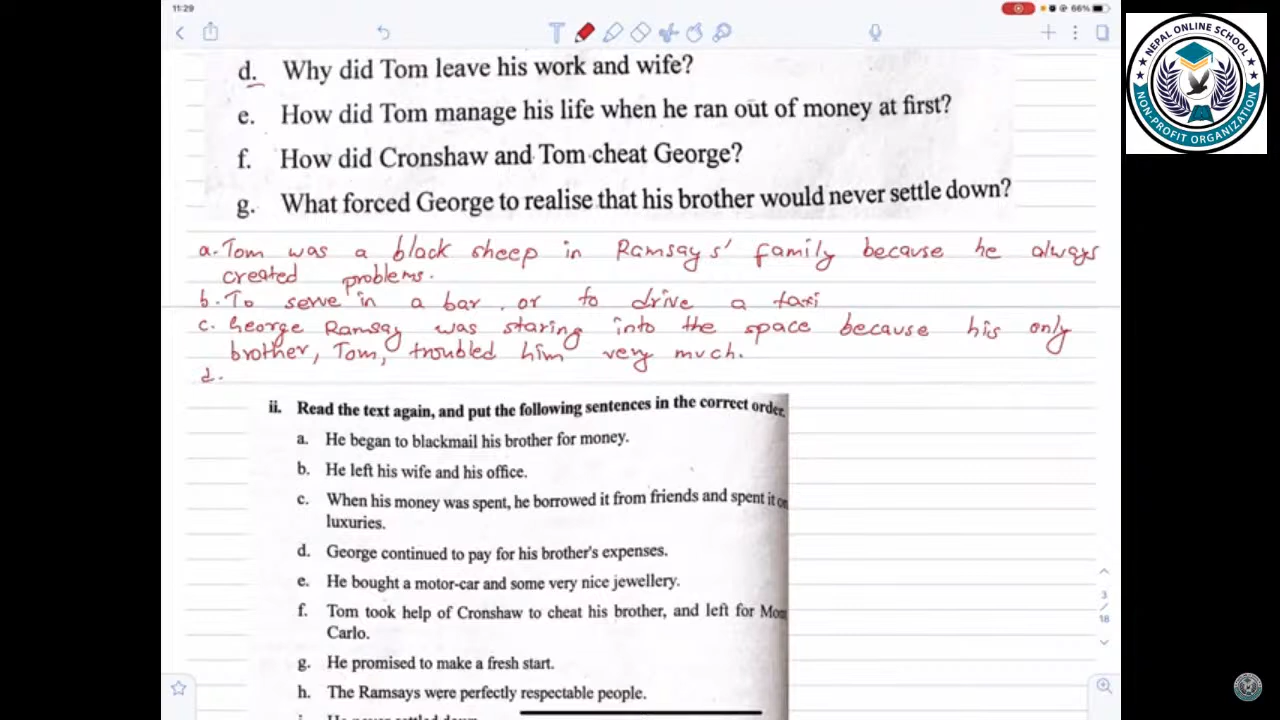 11:29
66%
NEPAL ONLINE SCHOOL
NON-PROFIT ORGANIZATION
d. Why did Tom leave his work and wife?
e. How did Tom manage his life when he ran out of money at first?
f. How did Cronshaw and Tom cheat George?
g. What forced George to realise that his brother would never settle down?
a. Tom was a black sheep in Ramsays' family because he always
created problems.
b. To serve in a bar or to drive a taxi
c. George Ramsay was staring into the space because his only
brother, Tom, troubled him very much.
d.
ii. Read the text again, and put the following sentences in the correct order.
a. He began to blackmail his brother for money.
b. He left his wife and his office.
c. When his money was spent, he borrowed it from friends and spent it on
luxuries.
d. George continued to pay for his brother's expenses.
e. He bought a motor-car and some very nice jewellery.
f. Tom took help of Cronshaw to cheat his brother, and left for
Carlo.
g. He promised to make a fresh start.
h. The Ramsays were perfectly respectable people.
3
/
18